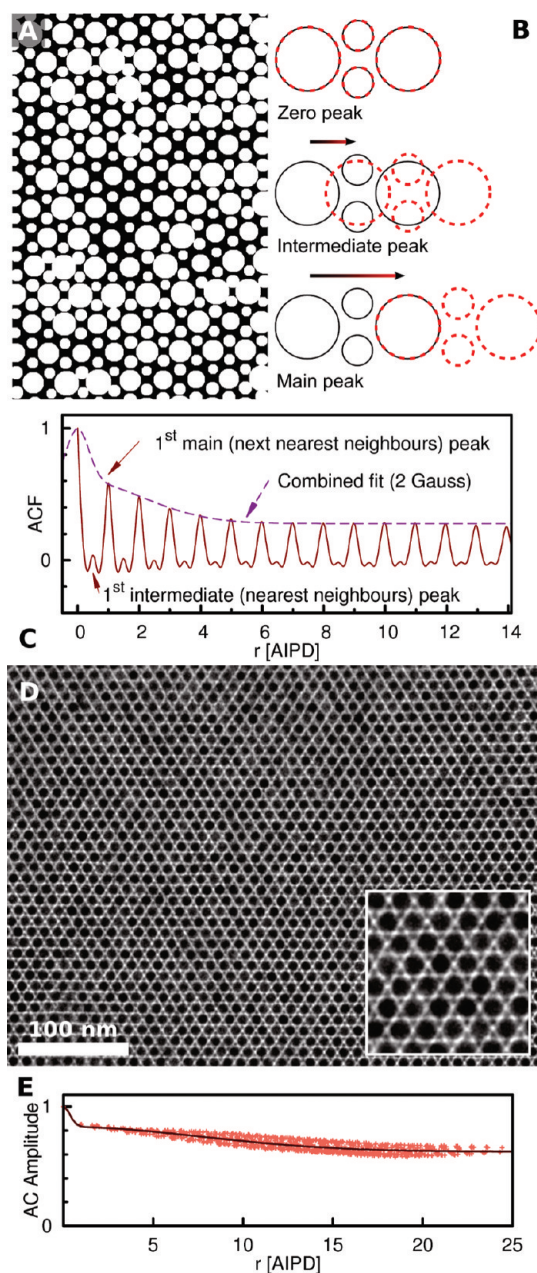 A
B
Zero peak
Intermediate peak
Main peak
1
0
ACF
1st main (next nearest neighbours) peak
Combined fit (2 Gauss)
1st intermediate (nearest neighbours) peak
0 2 4 6 8 10 12 14
r [AIPD]
C
D
100 nm
E
1
0
AC Amplitude
5 10 15 20 25
r [AIPD]